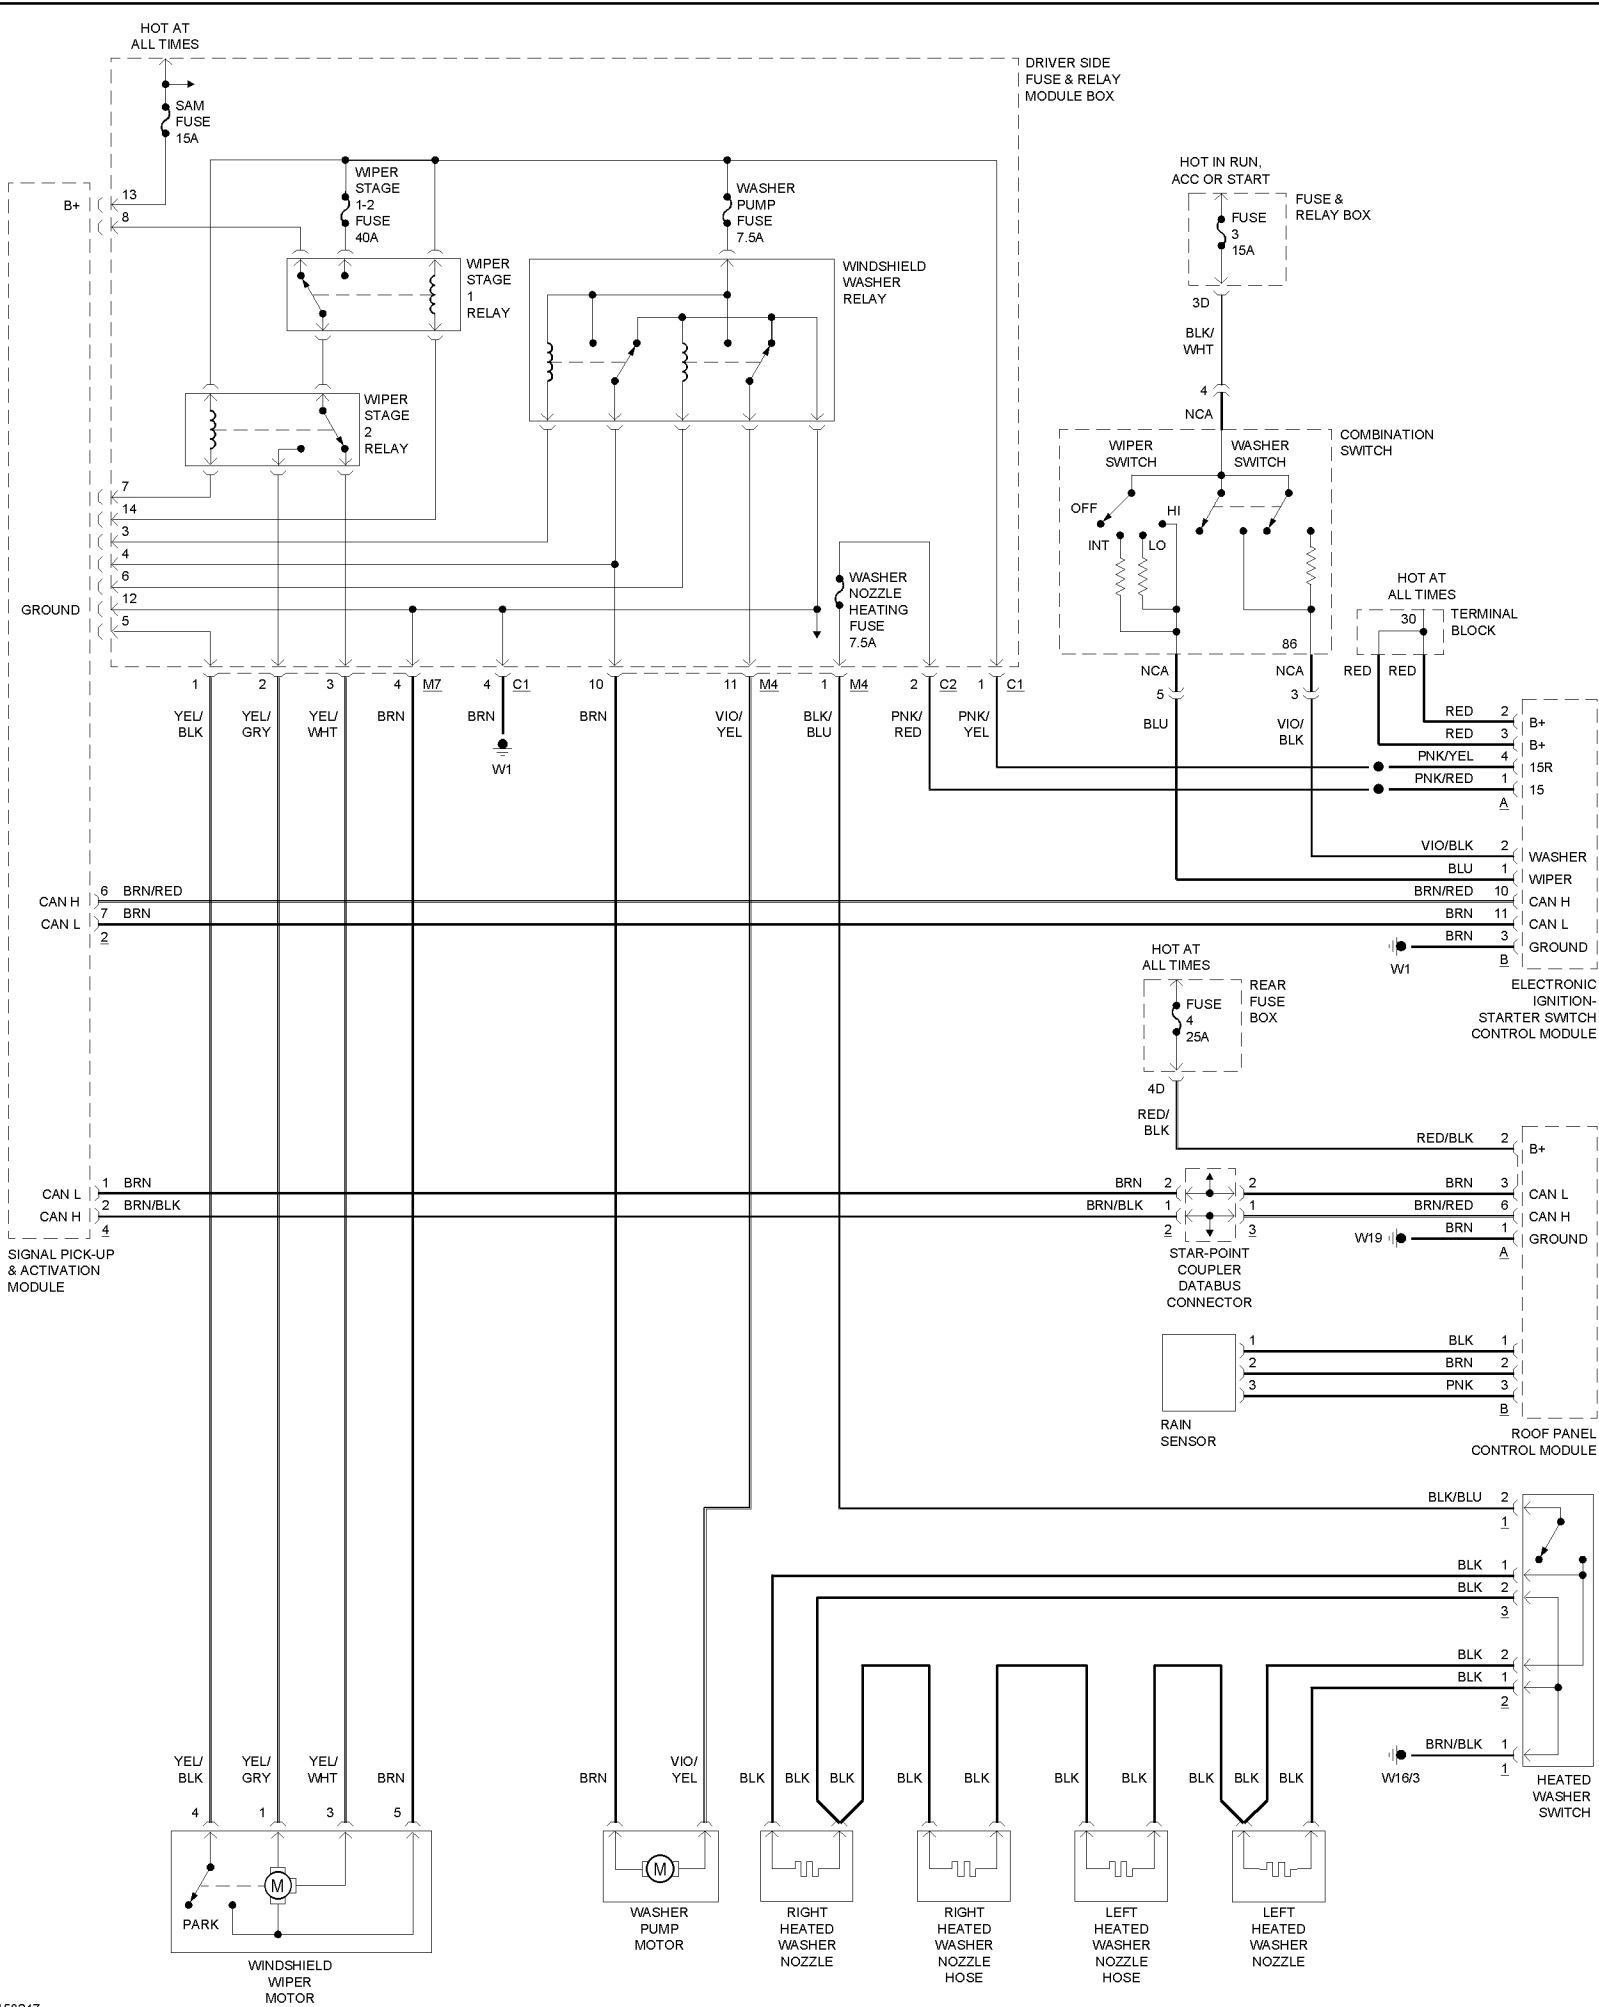 HOT AT
ALL TIMES
DRIVER SIDE
FUSE & RELAY
MODULE BOX
SAM
FUSE
15A
WIPER
STAGE
1-2
FUSE
40A
WASHER
PUMP
FUSE
7.5A
HOT IN RUN,
ACC OR START
FUSE &
RELAY BOX
FUSE
3
15A
B+
13
8
WIPER
STAGE
1
RELAY
WINDSHIELD
WASHER
RELAY
3D
BLK/
WHT
4
NCA
WIPER
STAGE
2
RELAY
COMBINATION
SWITCH
WIPER
SWITCH
WASHER
SWITCH
OFF
HI
INT
LO
86
7
14
3
4
6
12
5
GROUND
WASHER
NOZZLE
HEATING
FUSE
7.5A
HOT AT
ALL TIMES
30
TERMINAL
BLOCK
1 2 3 4 M7 4 C1 10 11 M4 1 M4 2 C2 1 C1
NCA NCA RED RED
5 3
YEL/
BLK
YEL/
GRY
YEL/
WHT
BRN
BRN
BRN
VIO/
YEL
BLK/
BLU
PNK/
RED
PNK/
YEL
BLU
VIO/
BLK
W1
RED 2 B+
RED 3 B+
PNK/YEL 4 15R
PNK/RED 1 15
A
VIO/BLK 2 WASHER
BLU 1 WIPER
CAN H 6 BRN/RED
BRN/RED 10 CAN H
CAN L 7 BRN
BRN 11 CAN L
2
W1 BRN 3 GROUND
B
ELECTRONIC
IGNITION-
STARTER SWITCH
CONTROL MODULE
HOT AT
ALL TIMES
REAR
FUSE
BOX
FUSE
4
25A
4D
RED/
BLK
RED/BLK 2 B+
CAN L 1 BRN
BRN 2 2 BRN 3 CAN L
CAN H 2 BRN/BLK
BRN/BLK 1 1 BRN/RED 6 CAN H
4
2 3
W19 BRN 1 GROUND
A
SIGNAL PICK-UP
& ACTIVATION
MODULE
STAR-POINT
COUPLER
DATABUS
CONNECTOR
1 BLK 1
2 BRN 2
3 PNK 3
B
RAIN
SENSOR
ROOF PANEL
CONTROL MODULE
BLK/BLU 2
1
BLK 1
BLK 2
3
BLK 2
BLK 1
2
W16/3 BRN/BLK 1
1
HEATED
WASHER
SWITCH
YEL/
BLK
YEL/
GRY
YEL/
WHT
BRN
BRN
VIO/
YEL
BLK BLK BLK BLK BLK BLK BLK BLK BLK BLK
4 1 3 5
M
PARK
WINDSHIELD
WIPER
MOTOR
M
WASHER
PUMP
MOTOR
RIGHT
HEATED
WASHER
NOZZLE
RIGHT
HEATED
WASHER
NOZZLE
HOSE
LEFT
HEATED
WASHER
NOZZLE
HOSE
LEFT
HEATED
WASHER
NOZZLE